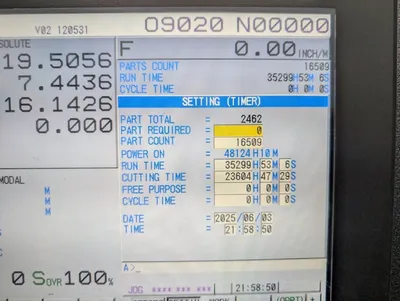 V02 120531
O9020 N00000
SOLUTE
F 0.00 INCH/M
19.5056
7.4436
16.1426
0.000
PARTS COUNT 16509
RUN TIME 35299H53M 6S
CYCLE TIME 0H 0M 0S
SETTING (TIMER)
PART TOTAL = 2462
PART REQUIRED = 0
PART COUNT = 16509
POWER ON = 48124H10M
RUN TIME = 35299H53M 6S
CUTTING TIME = 23604H47M29S
FREE PURPOSE = 0H 0M 0S
CYCLE TIME = 0H 0M 0S
DATE = 2025/06/03
TIME = 21:58:50
MODAL
M
M
M
0 SOVR100%
A>_
JOG **** *** *** 21:58:50